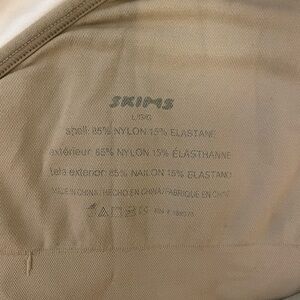 SKIMS
L/G/G
shell: 85% NYLON 15% ELASTANE
extérieur: 85% NYLON 15% ÉLASTHANNE
tela exterior: 85% NAILON 15% ELASTANO
MADE IN CHINA / HECHO EN CHINA / FABRIQUÉ EN CHINE
RN #